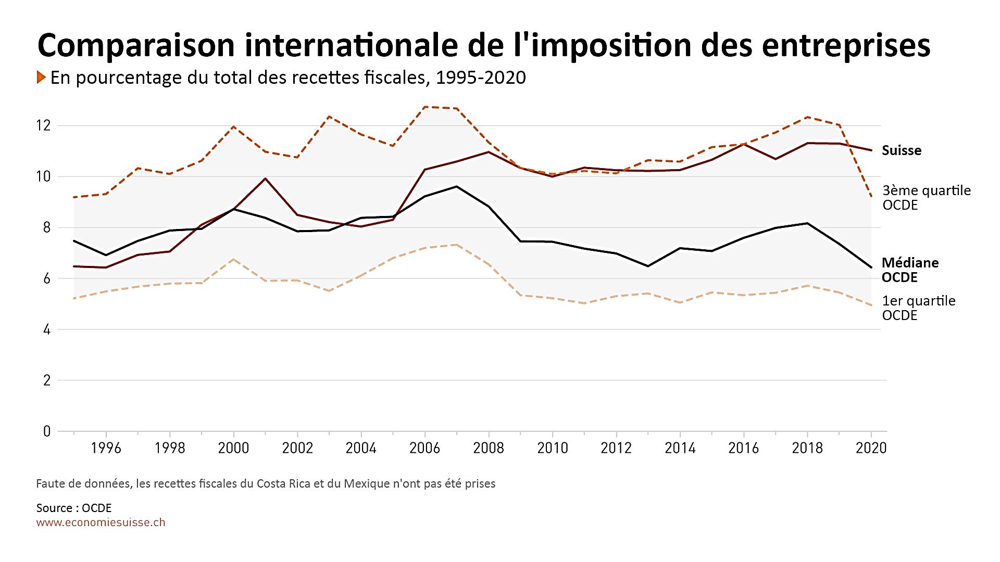 Comparaison internationale de l'imposition des entreprises
En pourcentage du total des recettes fiscales, 1995-2020
12
10
8
6
4
2
0
Suisse
3ème quartile
OCDE
Médiane
OCDE
1er quartile
OCDE
1996 1998 2000 2002 2004 2006 2008 2010 2012 2014 2016 2018 2020
Faute de données, les recettes fiscales du Costa Rica et du Mexique n'ont pas été prises
Source : OCDE
www.economiesuisse.ch